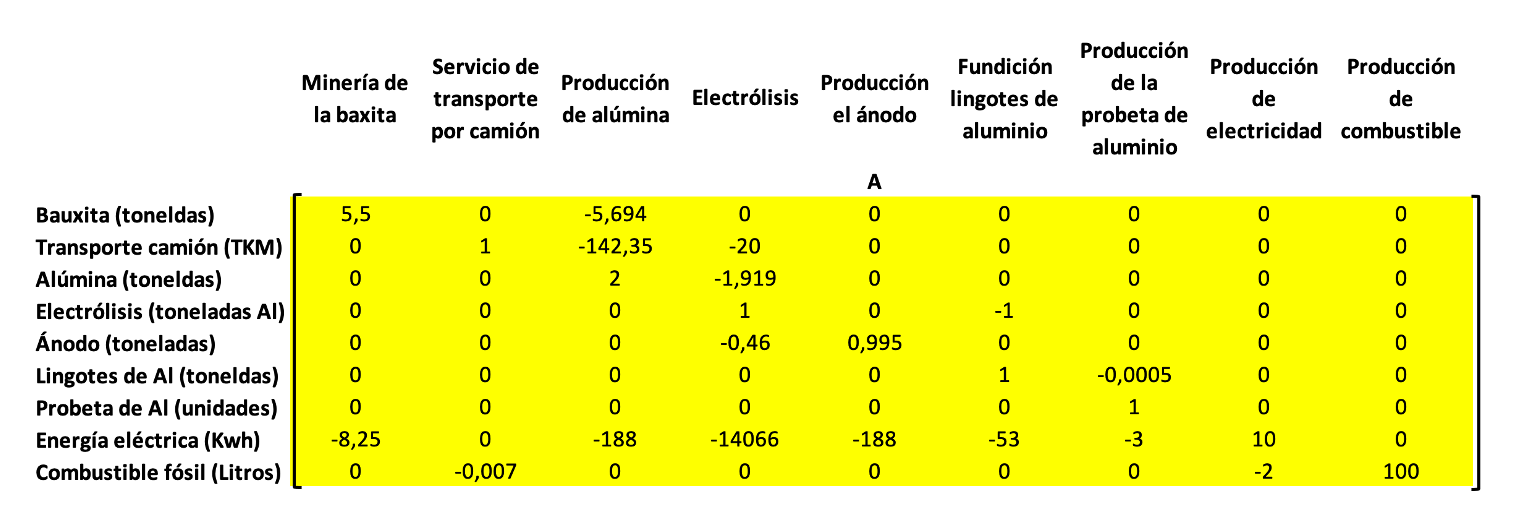 Minería de la baxita
Servicio de transporte por camión
Producción de alúmina
Electrólisis
Producción el ánodo
Fundición lingotes de aluminio
Producción de la probeta de aluminio
Producción de electricidad
Producción de combustible
A
Bauxita (toneldas) 5,5 0 -5,694 0 0 0 0 0 0
Transporte camión (TKM) 0 1 -142,35 -20 0 0 0 0 0
Alúmina (toneldas) 0 0 2 -1,919 0 0 0 0 0
Electrólisis (toneladas Al) 0 0 0 1 0 -1 0 0 0
Ánodo (toneladas) 0 0 0 -0,46 0,995 0 0 0 0
Lingotes de Al (toneldas) 0 0 0 0 0 1 -0,0005 0 0
Probeta de Al (unidades) 0 0 0 0 0 0 1 0 0
Energía eléctrica (Kwh) -8,25 0 -188 -14066 -188 -53 -3 10 0
Combustible fósil (Litros) 0 -0,007 0 0 0 0 0 -2 100